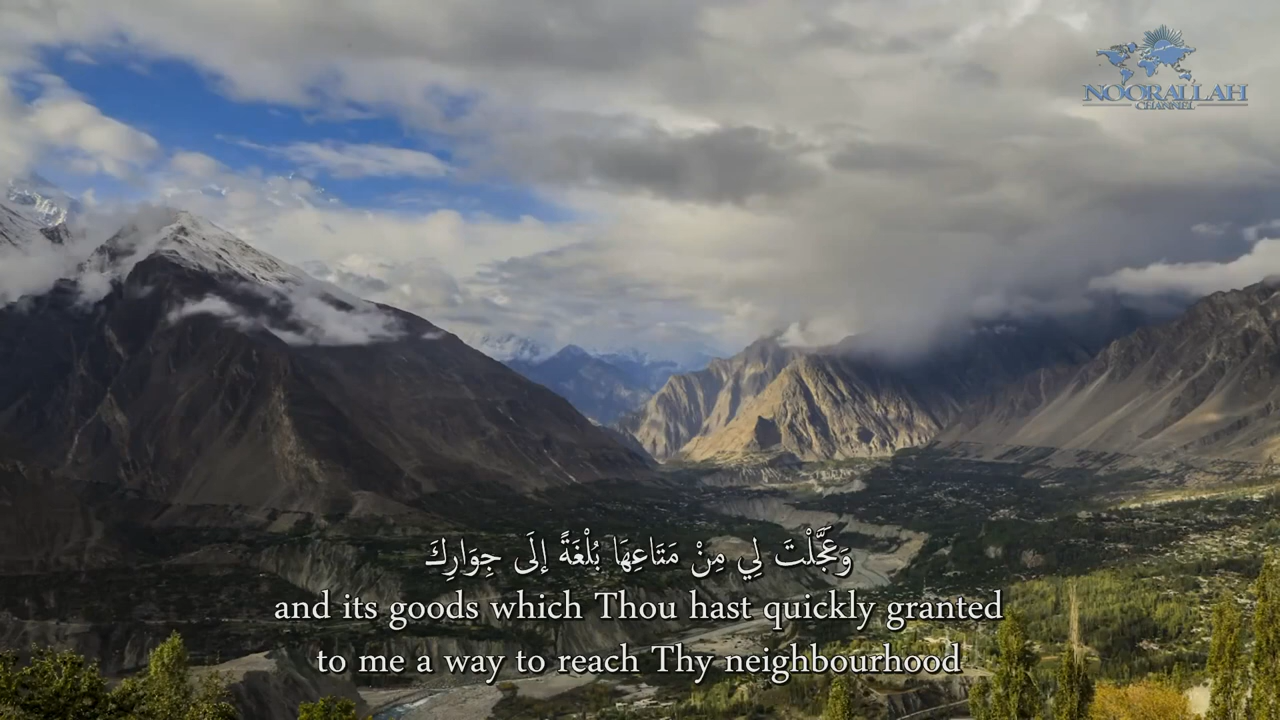 NOORALLAH
CHANNEL
وَعَجَّلْتَ لِي مِنْ مَتَاعِهَا بُلْغَةً إِلَى جِوَارِكَ
and its goods which Thou hast quickly granted
to me a way to reach Thy neighbourhood